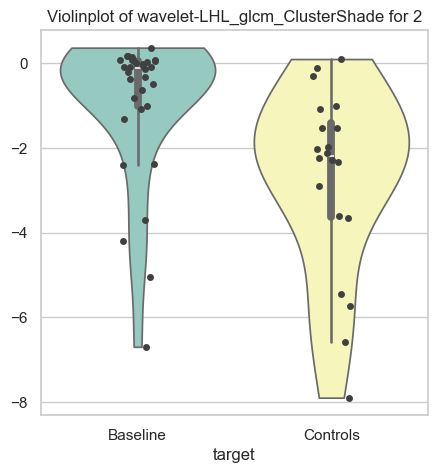 Violinplot of wavelet-LHL_glcm_ClusterShade for 2
0
−2
−4
−6
−8
Baseline
Controls
target